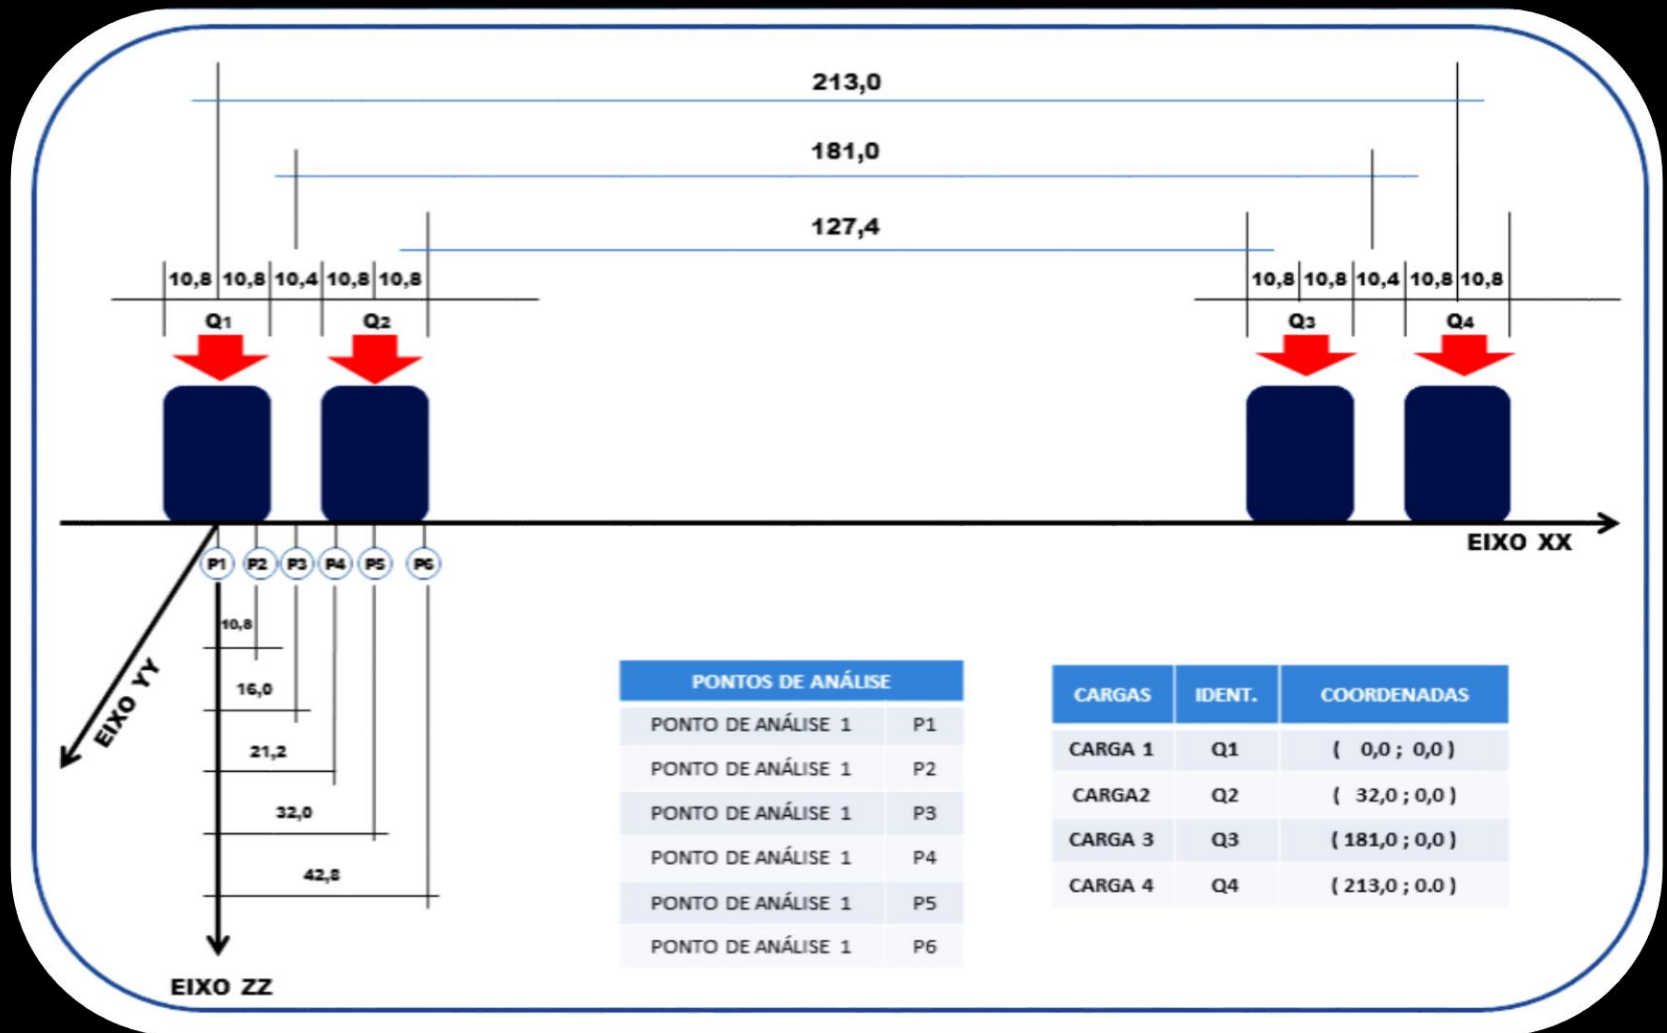 213,0
181,0
127,4
10,8 10,8 10,4 10,8 10,8
10,8 10,8 10,4 10,8 10,8
Q1 Q2 Q3 Q4
EIXO XX
P1 P2 P3 P4 P5 P6
10,8
16,0
21,2
32,0
42,8
EIXO YY
EIXO ZZ
PONTOS DE ANÁLISE
PONTO DE ANÁLISE 1 P1
PONTO DE ANÁLISE 1 P2
PONTO DE ANÁLISE 1 P3
PONTO DE ANÁLISE 1 P4
PONTO DE ANÁLISE 1 P5
PONTO DE ANÁLISE 1 P6
CARGAS IDENT. COORDENADAS
CARGA 1 Q1 ( 0,0 ; 0,0 )
CARGA2 Q2 ( 32,0 ; 0,0 )
CARGA 3 Q3 ( 181,0 ; 0,0 )
CARGA 4 Q4 ( 213,0 ; 0.0 )